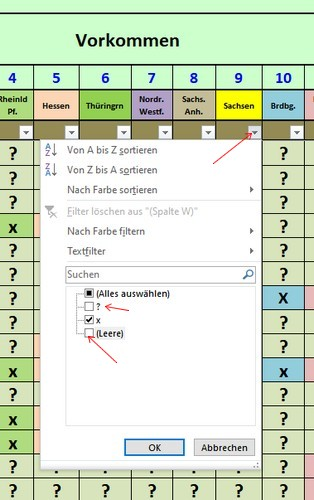 Vorkommen
4 5 6 7 8 9 10
Rheinld Pf. Hessen Thüringrn Nordr. Westf. Sachs. Anh. Sachsen Brdbg.
? ?
Von A bis Z sortieren
? ?
Von Z bis A sortieren
? ?
Nach Farbe sortieren
? ?
Filter löschen aus "(Spalte W)"
x ?
Nach Farbe filtern
? ?
Textfilter
? ?
Suchen
(Alles auswählen)
? X
?
x
? ?
(Leere)
? ?
x x
? ?
x ?
x ?
OK Abbrechen
? ?
? ? ? ? ? ? ?